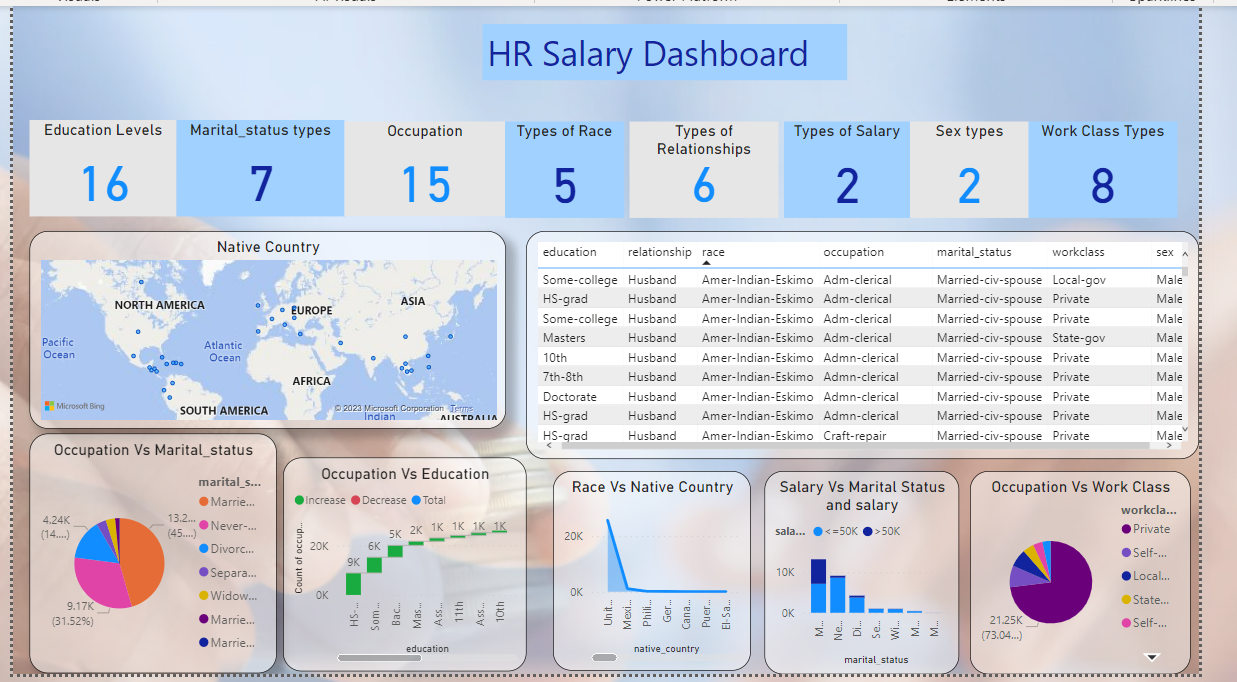 HR Salary Dashboard
Education Levels
16
Marital_status types
7
Occupation
15
Types of Race
5
Types of
Relationships
6
Types of Salary
2
Sex types
2
Work Class Types
8
Native Country
NORTH AMERICA
EUROPE
ASIA
Pacific
Ocean
Atlantic
Ocean
AFRICA
SOUTH AMERICA
Indian
AUSTRALIA
Microsoft Bing
© 2023 Microsoft Corporation Terms
education relationship race occupation marital_status workclass sex
Some-college Husband Amer-Indian-Eskimo Adm-clerical Married-civ-spouse Local-gov Male
HS-grad Husband Amer-Indian-Eskimo Adm-clerical Married-civ-spouse Private Male
Some-college Husband Amer-Indian-Eskimo Adm-clerical Married-civ-spouse Private Male
Masters Husband Amer-Indian-Eskimo Adm-clerical Married-civ-spouse State-gov Male
10th Husband Amer-Indian-Eskimo Admn-clerical Married-civ-spouse Private Male
7th-8th Husband Amer-Indian-Eskimo Admn-clerical Married-civ-spouse Private Male
Doctorate Husband Amer-Indian-Eskimo Admn-clerical Married-civ-spouse Private Male
HS-grad Husband Amer-Indian-Eskimo Admn-clerical Married-civ-spouse Private Male
HS-grad Husband Amer-Indian-Eskimo Craft-repair Married-civ-spouse Private Male
Occupation Vs Marital_status
marital_s...
Marrie...
Never-...
Divorc...
Separa...
Widow...
Marrie...
Marrie...
4.24K
(14....)
13.2...
(45....)
9.17K
(31.52%)
Occupation Vs Education
Increase Decrease Total
Count of occup...
20K
0K
9K
6K
5K
2K
1K
1K
1K
1K
HS-...
Som...
Bac...
Mas...
Ass...
11th
Ass...
10th
education
Race Vs Native Country
20K
0K
Unit...
Mexi...
Phili...
Ger...
Cana...
Puer...
El-Sa...
native_country
Salary Vs Marital Status
and salary
sala... <=50K >50K
10K
0K
M...
Ne...
Di...
Se...
Wi...
M...
M...
marital_status
Occupation Vs Work Class
workcla...
Private
Self-...
Local...
State...
Self-...
21.25K
(73.04...)